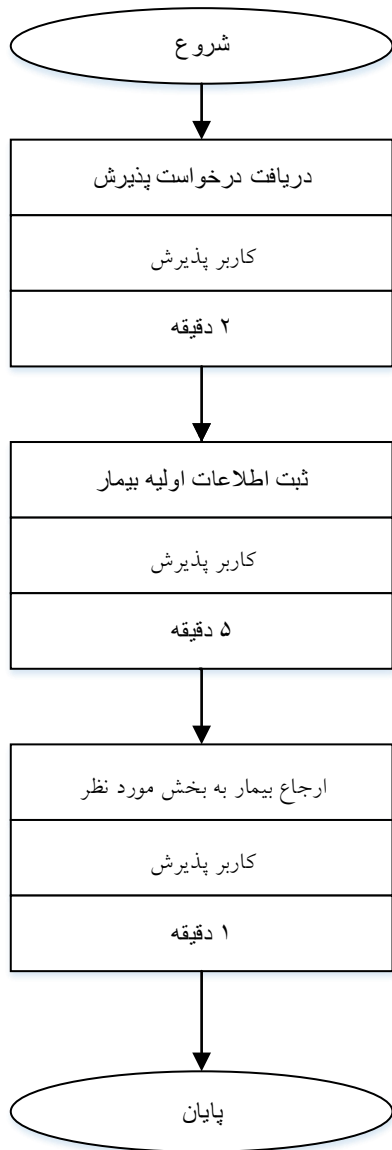 شروع
دریافت درخواست پذیرش
کاربر پذیرش
۲ دقیقه
ثبت اطلاعات اولیه بیمار
کاربر پذیرش
۵ دقیقه
ارجاع بیمار به بخش مورد نظر
کاربر پذیرش
۱ دقیقه
پایان